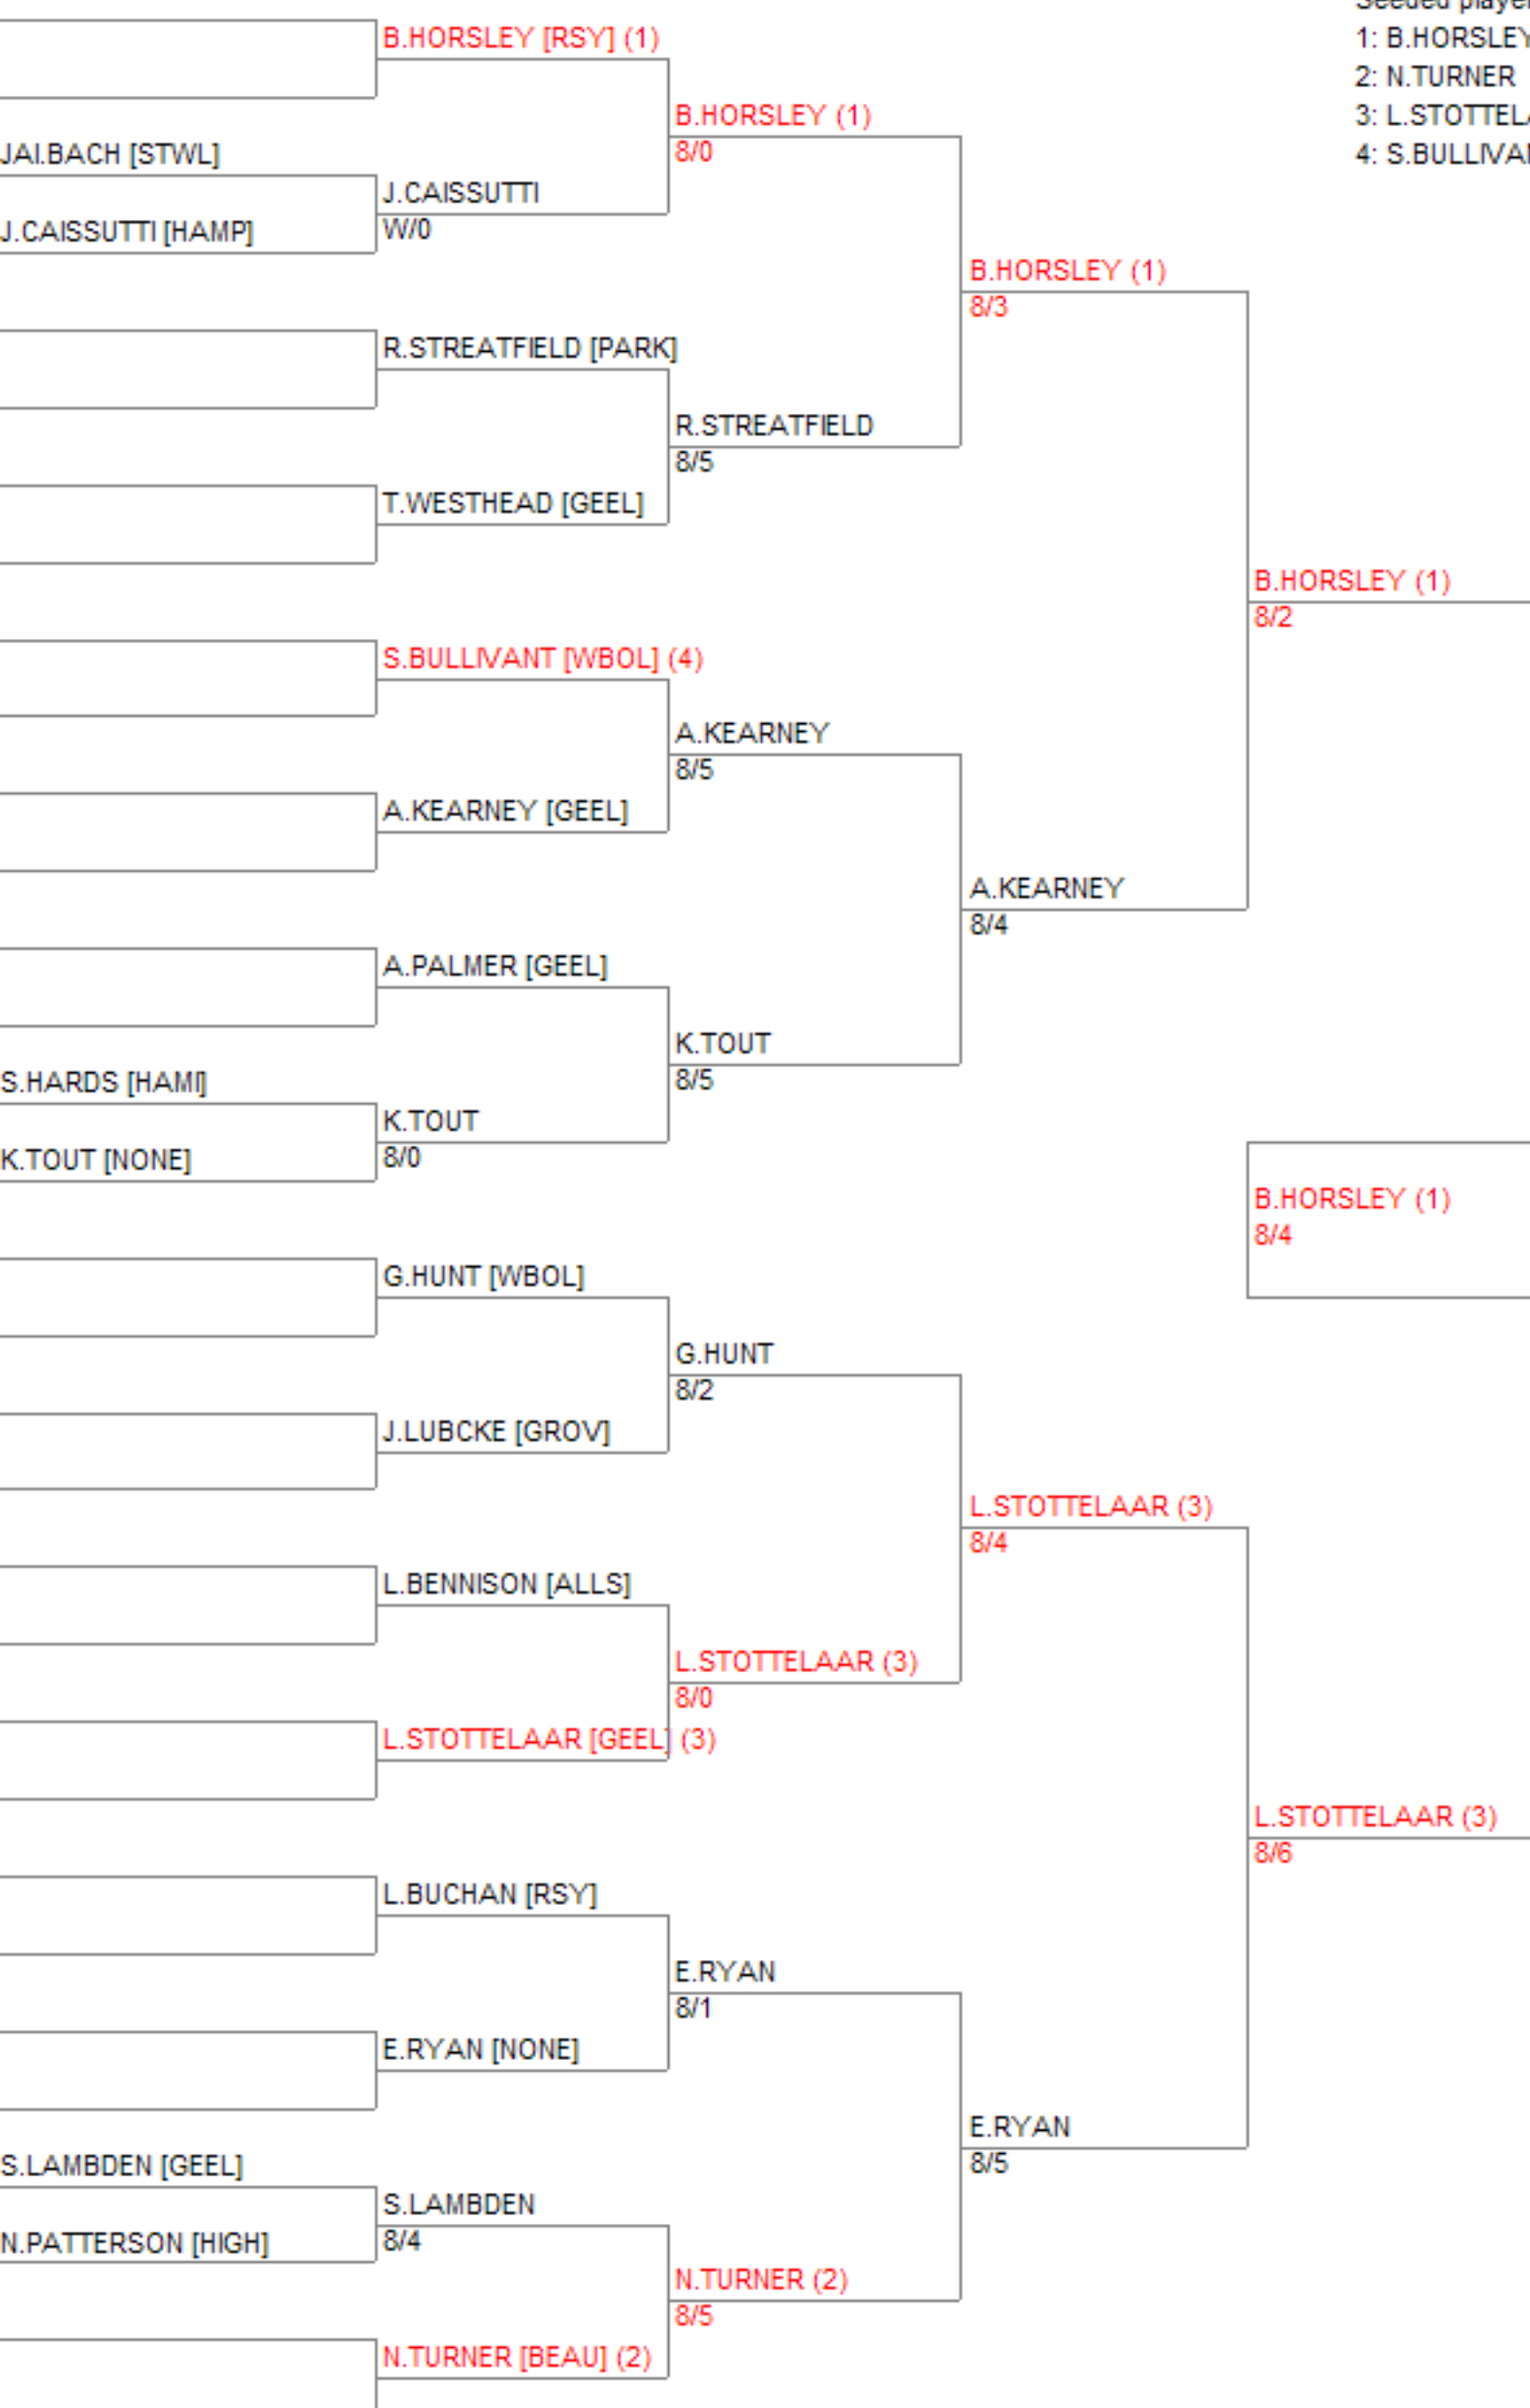 Seeded
1: B.HORSLEY
2: N.TURNER
3:
4:
B.HORSLEY [RSY] (1)
B.HORSLEY (1)
8/0
JAI.BACH [STWL]
J.CAISSUTTI
W/0
J.CAISSUTTI [HAMP]
B.HORSLEY (1)
8/3
R.STREATFIELD [PARK]
R.STREATFIELD
8/5
T.WESTHEAD [GEEL]
B.HORSLEY (1)
8/2
S.BULLIVANT [WBOL] (4)
A.KEARNEY
8/5
A.KEARNEY [GEEL]
A.KEARNEY
8/4
A.PALMER [GEEL]
K.TOUT
8/5
S.HARDS [HAMI]
K.TOUT
8/0
K.TOUT [NONE]
B.HORSLEY (1)
8/4
G.HUNT [WBOL]
G.HUNT
8/2
J.LUBCKE [GROV]
L.STOTTELAAR (3)
8/4
L.BENNISON [ALLS]
L.STOTTELAAR (3)
8/0
L.STOTTELAAR [GEEL] (3)
L.STOTTELAAR (3)
8/6
L.BUCHAN [RSY]
E.RYAN
8/1
E.RYAN [NONE]
E.RYAN
8/5
S.LAMBDEN [GEEL]
S.LAMBDEN
8/4
N.PATTERSON [HIGH]
N.TURNER (2)
8/5
N.TURNER [BEAU] (2)